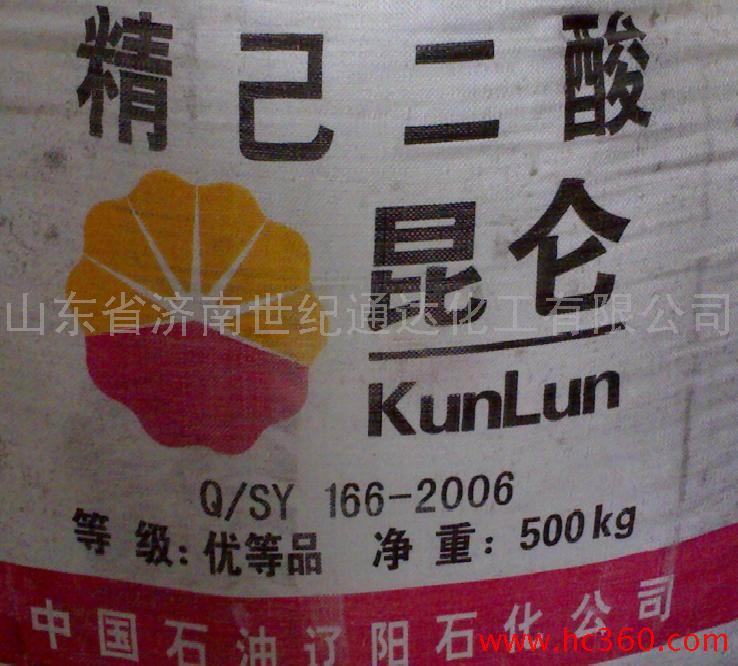 精己二酸
昆仑
山东省济南世纪通达化工有限公司
KunLun
Q/SY 166-2006
等级:优等品 净重:500kg
中国石油辽阳石化公司
www.hc360.com